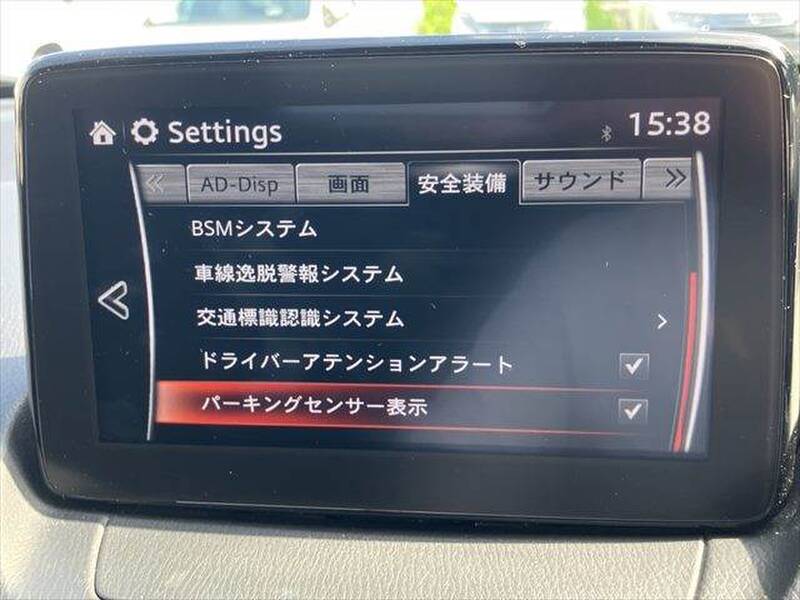 Settings 15:38
AD-Disp 画面 安全装備 サウンド
BSMシステム
車線逸脱警報システム
交通標識認識システム
ドライバーアテンションアラート
パーキングセンサー表示